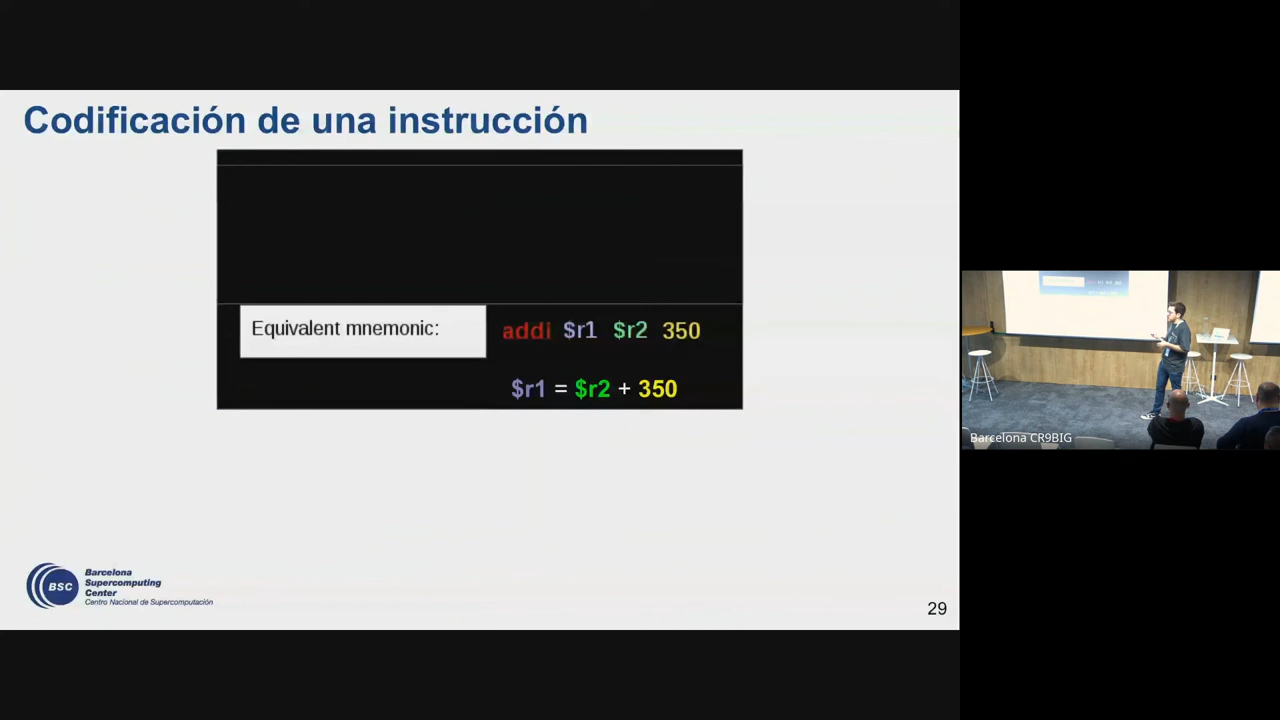 Codificación de una instrucción
Equivalent mnemonic:
addi $r1 $r2 350
$r1 = $r2 + 350
BSC
Barcelona
Supercomputing
Center
Centro Nacional de Supercomputación
29
Barcelona CR9BIG